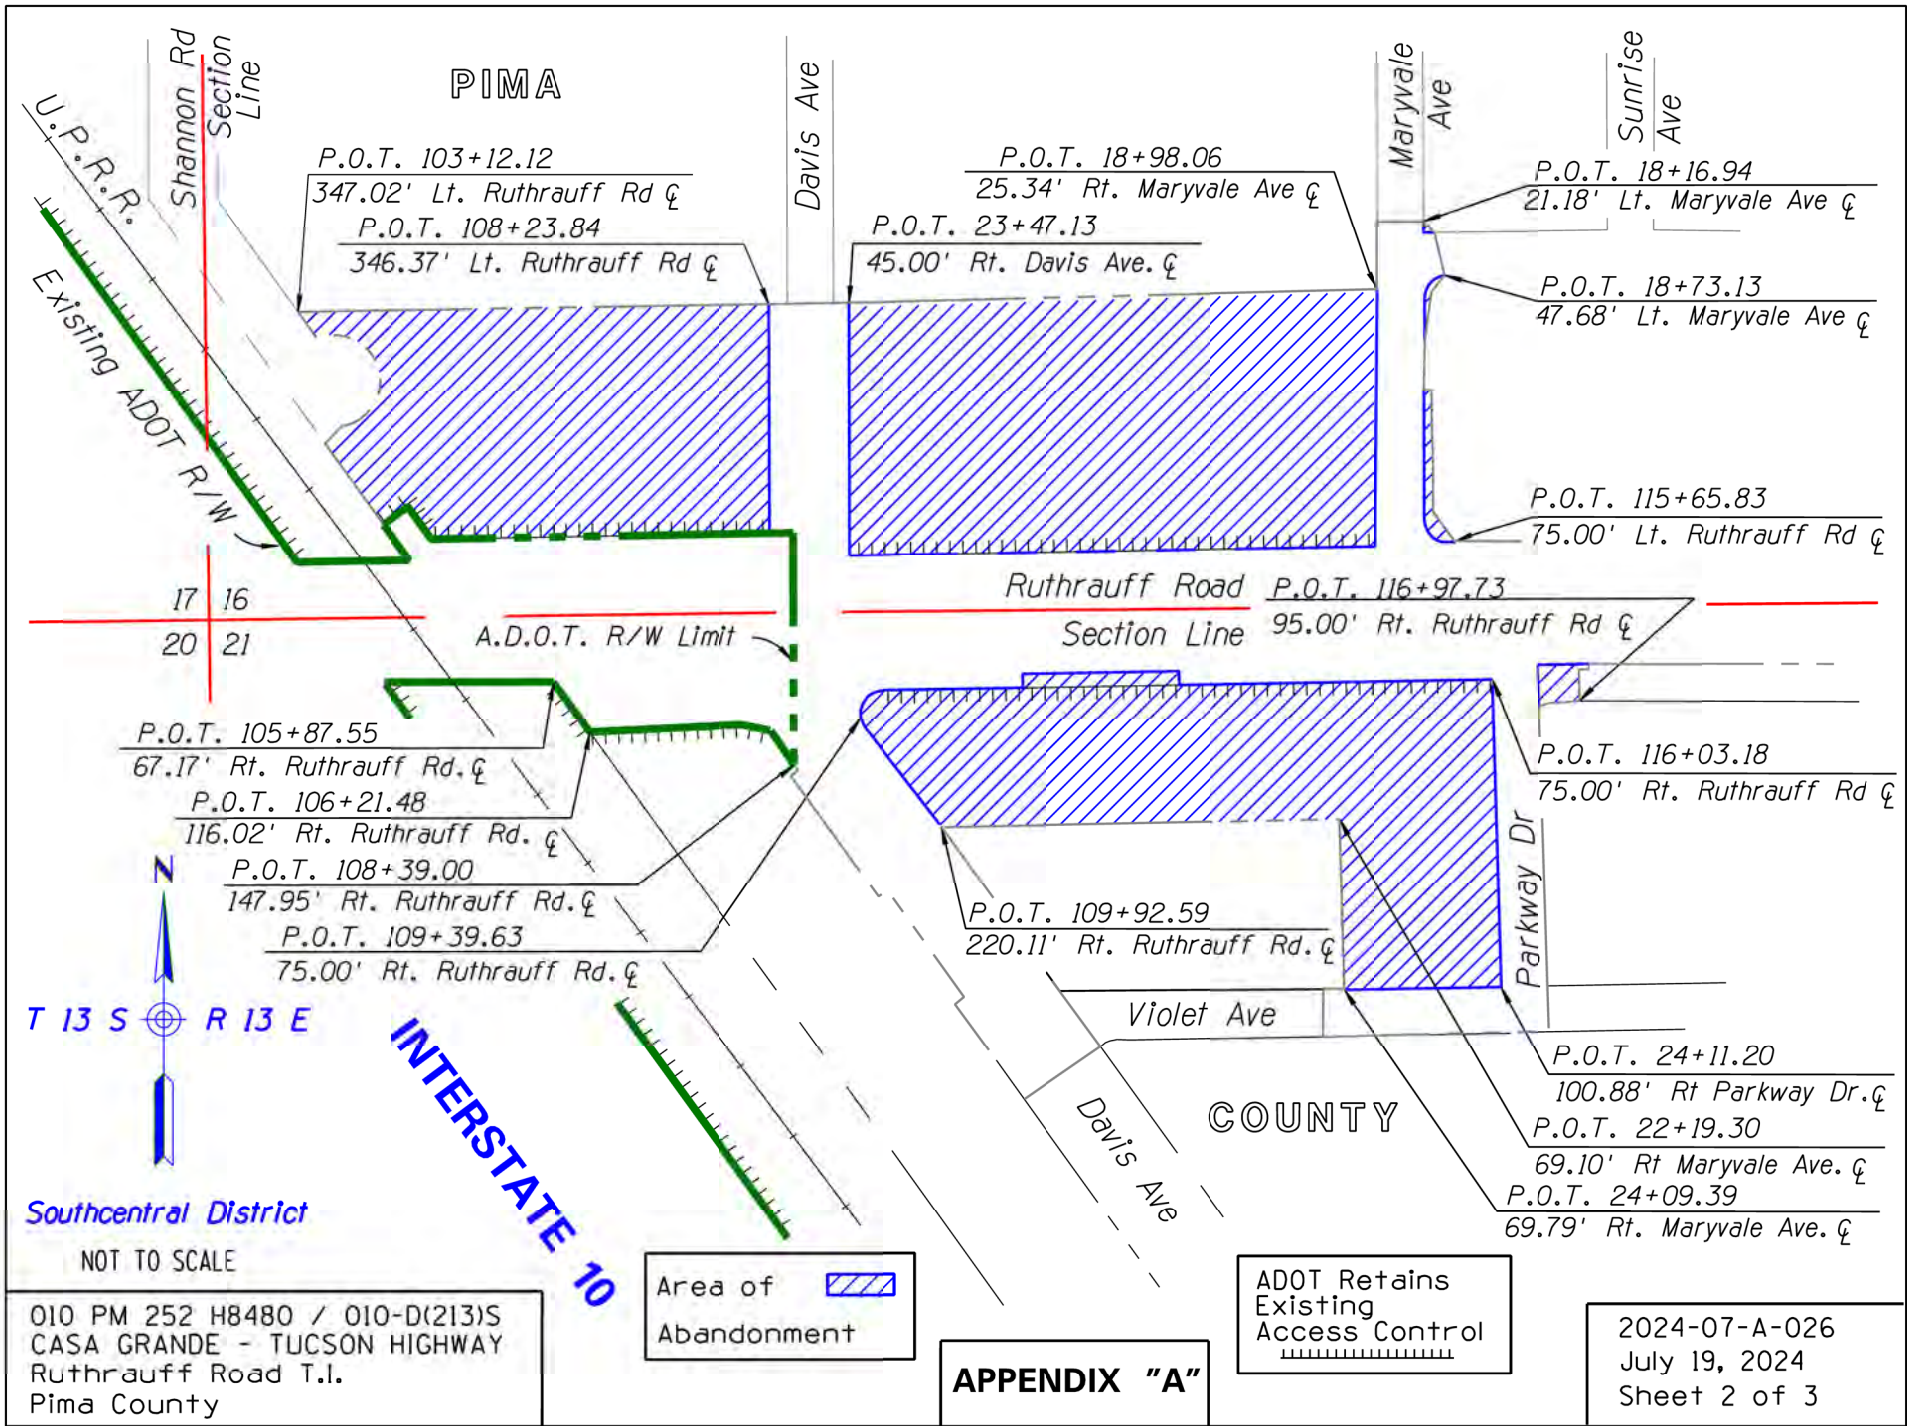 Shannon Rd
Section
Line
PIMA
Davis Ave
Maryvale
Ave
Sunrise
Ave
U.P.R.R.
P.O.T. 103+12.12
347.02' Lt. Ruthrauff Rd ℄
P.O.T. 108+23.84
346.37' Lt. Ruthrauff Rd ℄
P.O.T. 18+98.06
25.34' Rt. Maryvale Ave ℄
P.O.T. 23+47.13
45.00' Rt. Davis Ave. ℄
P.O.T. 18+16.94
21.18' Lt. Maryvale Ave ℄
P.O.T. 18+73.13
47.68' Lt. Maryvale Ave ℄
Existing ADOT R/W
P.O.T. 115+65.83
75.00' Lt. Ruthrauff Rd ℄
17 16
20 21
Ruthrauff Road
Section Line
P.O.T. 116+97.73
95.00' Rt. Ruthrauff Rd ℄
A.D.O.T. R/W Limit
P.O.T. 105+87.55
67.17' Rt. Ruthrauff Rd. ℄
P.O.T. 106+21.48
116.02' Rt. Ruthrauff Rd. ℄
P.O.T. 108+39.00
147.95' Rt. Ruthrauff Rd. ℄
P.O.T. 109+39.63
75.00' Rt. Ruthrauff Rd. ℄
P.O.T. 116+03.18
75.00' Rt. Ruthrauff Rd ℄
P.O.T. 109+92.59
220.11' Rt. Ruthrauff Rd. ℄
Parkway Dr
Violet Ave
N
T 13 S R 13 E
INTERSTATE 10
Davis Ave
COUNTY
P.O.T. 24+11.20
100.88' Rt Parkway Dr. ℄
P.O.T. 22+19.30
69.10' Rt Maryvale Ave. ℄
P.O.T. 24+09.39
69.79' Rt. Maryvale Ave. ℄
Southcentral District
NOT TO SCALE
010 PM 252 H8480 / 010-D(213)S
CASA GRANDE - TUCSON HIGHWAY
Ruthrauff Road T.I.
Pima County
Area of
Abandonment
APPENDIX "A"
ADOT Retains
Existing
Access Control
2024-07-A-026
July 19, 2024
Sheet 2 of 3